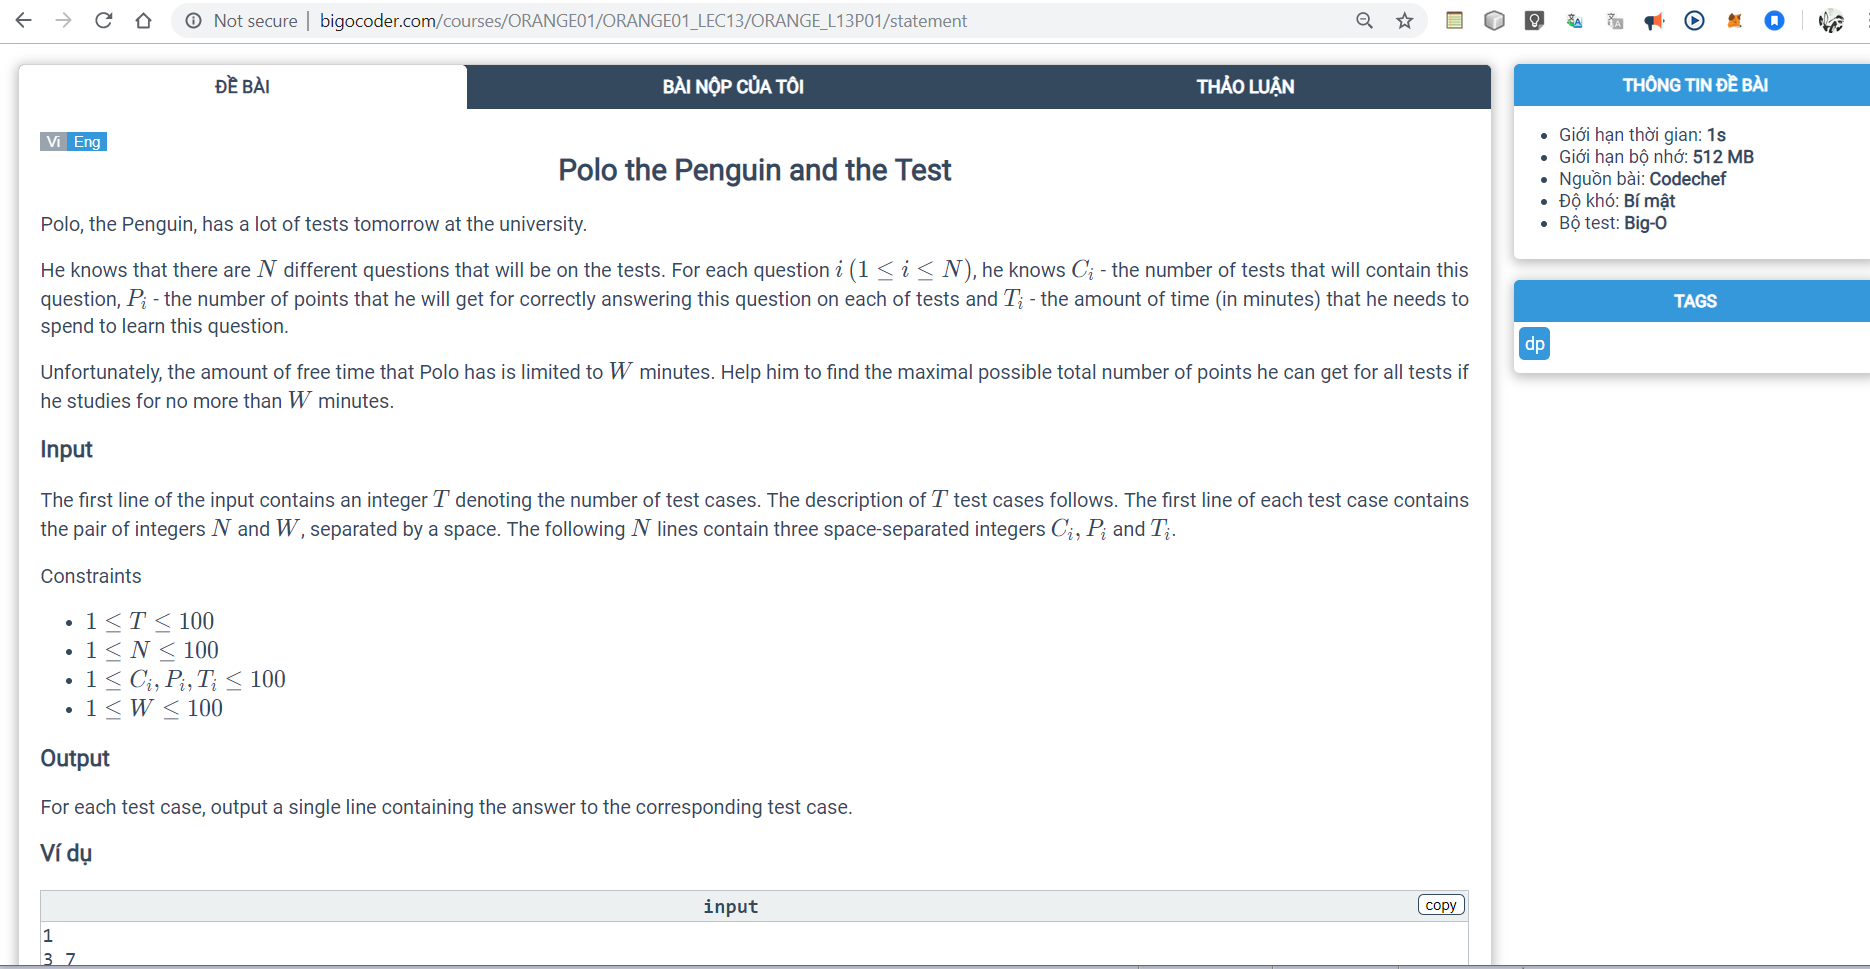 Not secure | bigocoder.com/courses/ORANGE01/ORANGE01_LEC13/ORANGE_L13P01/statement
ĐỀ BÀI
BÀI NỘP CỦA TÔI
THẢO LUẬN
Vi Eng
Polo the Penguin and the Test
Polo, the Penguin, has a lot of tests tomorrow at the university.
He knows that there are N different questions that will be on the tests. For each question i (1 ≤ i ≤ N), he knows C_i - the number of tests that will contain this
question, P_i - the number of points that he will get for correctly answering this question on each of tests and T_i - the amount of time (in minutes) that he needs to
spend to learn this question.
Unfortunately, the amount of free time that Polo has is limited to W minutes. Help him to find the maximal possible total number of points he can get for all tests if
he studies for no more than W minutes.
Input
The first line of the input contains an integer T denoting the number of test cases. The description of T test cases follows. The first line of each test case contains
the pair of integers N and W, separated by a space. The following N lines contain three space-separated integers C_i, P_i and T_i.
Constraints
• 1 ≤ T ≤ 100
• 1 ≤ N ≤ 100
• 1 ≤ C_i, P_i, T_i ≤ 100
• 1 ≤ W ≤ 100
Output
For each test case, output a single line containing the answer to the corresponding test case.
Ví dụ
input
copy
1
3 7
THÔNG TIN ĐỀ BÀI
• Giới hạn thời gian: 1s
• Giới hạn bộ nhớ: 512 MB
• Nguồn bài: Codechef
• Độ khó: Bí mật
• Bộ test: Big-O
TAGS
dp